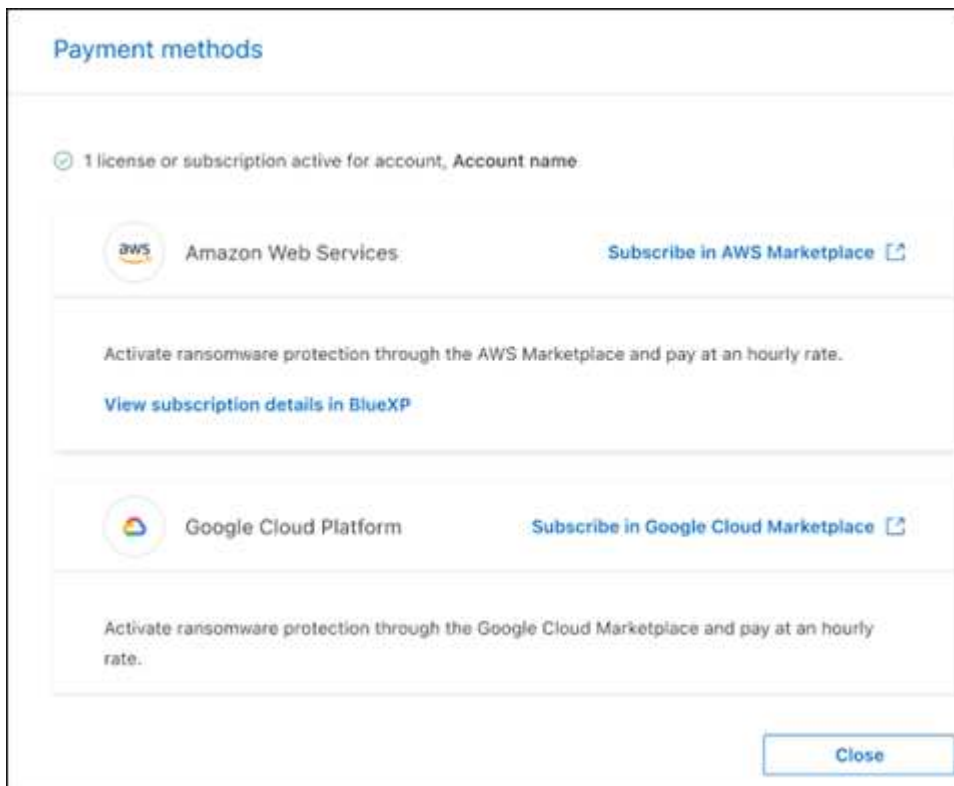 Payment methods
1 license or subscription active for account, Account name
aws
Amazon Web Services
Subscribe in AWS Marketplace
Activate ransomware protection through the AWS Marketplace and pay at an hourly rate.
View subscription details in BlueXP
Google Cloud Platform
Subscribe in Google Cloud Marketplace
Activate ransomware protection through the Google Cloud Marketplace and pay at an hourly
rate.
Close